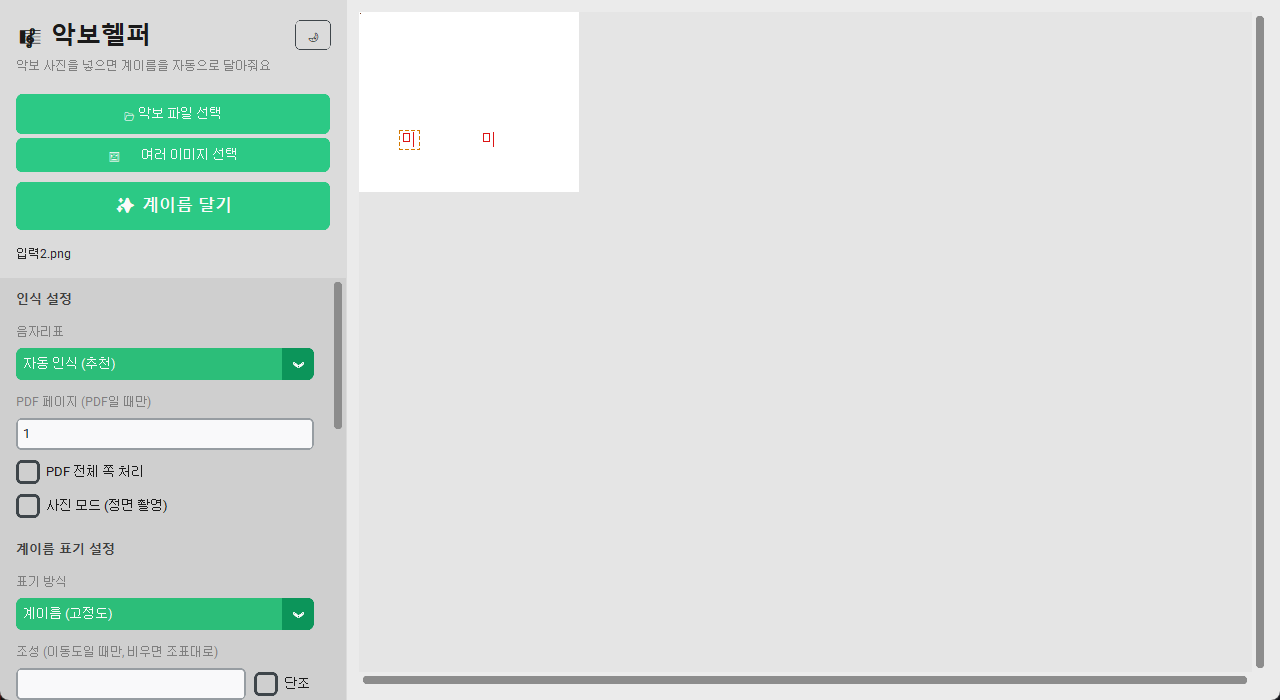 악보헬퍼
악보 사진을 넣으면 계이름을 자동으로 달아줘요
악보 파일 선택
여러 이미지 선택
계이름 달기
입력2.png
인식 설정
음자리표
자동 인식 (추천)
PDF 페이지 (PDF일 때만)
1
PDF 전체 쪽 처리
사진 모드 (정면 촬영)
계이름 표기 설정
표기 방식
계이름 (고정도)
조성 (이동도일 때만, 비우면 조표대로)
단조
미 미